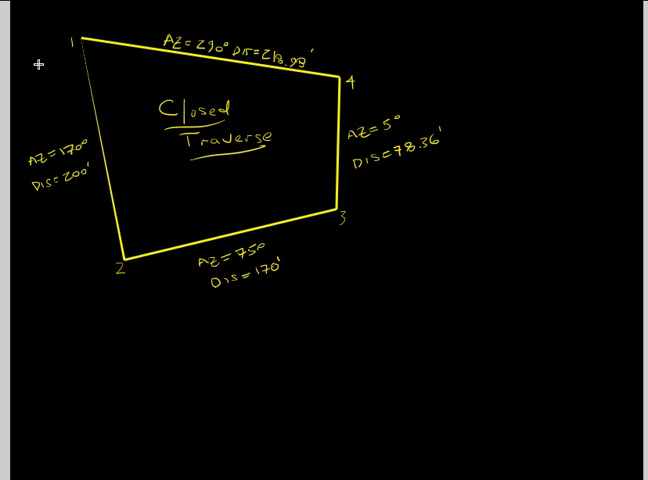 1
AZ=290° DIS=218.99'
4
Closed
Traverse
AZ=5°
DIS=78.36'
AZ=170°
DIS=200'
3
AZ=75°
DIS=170'
2